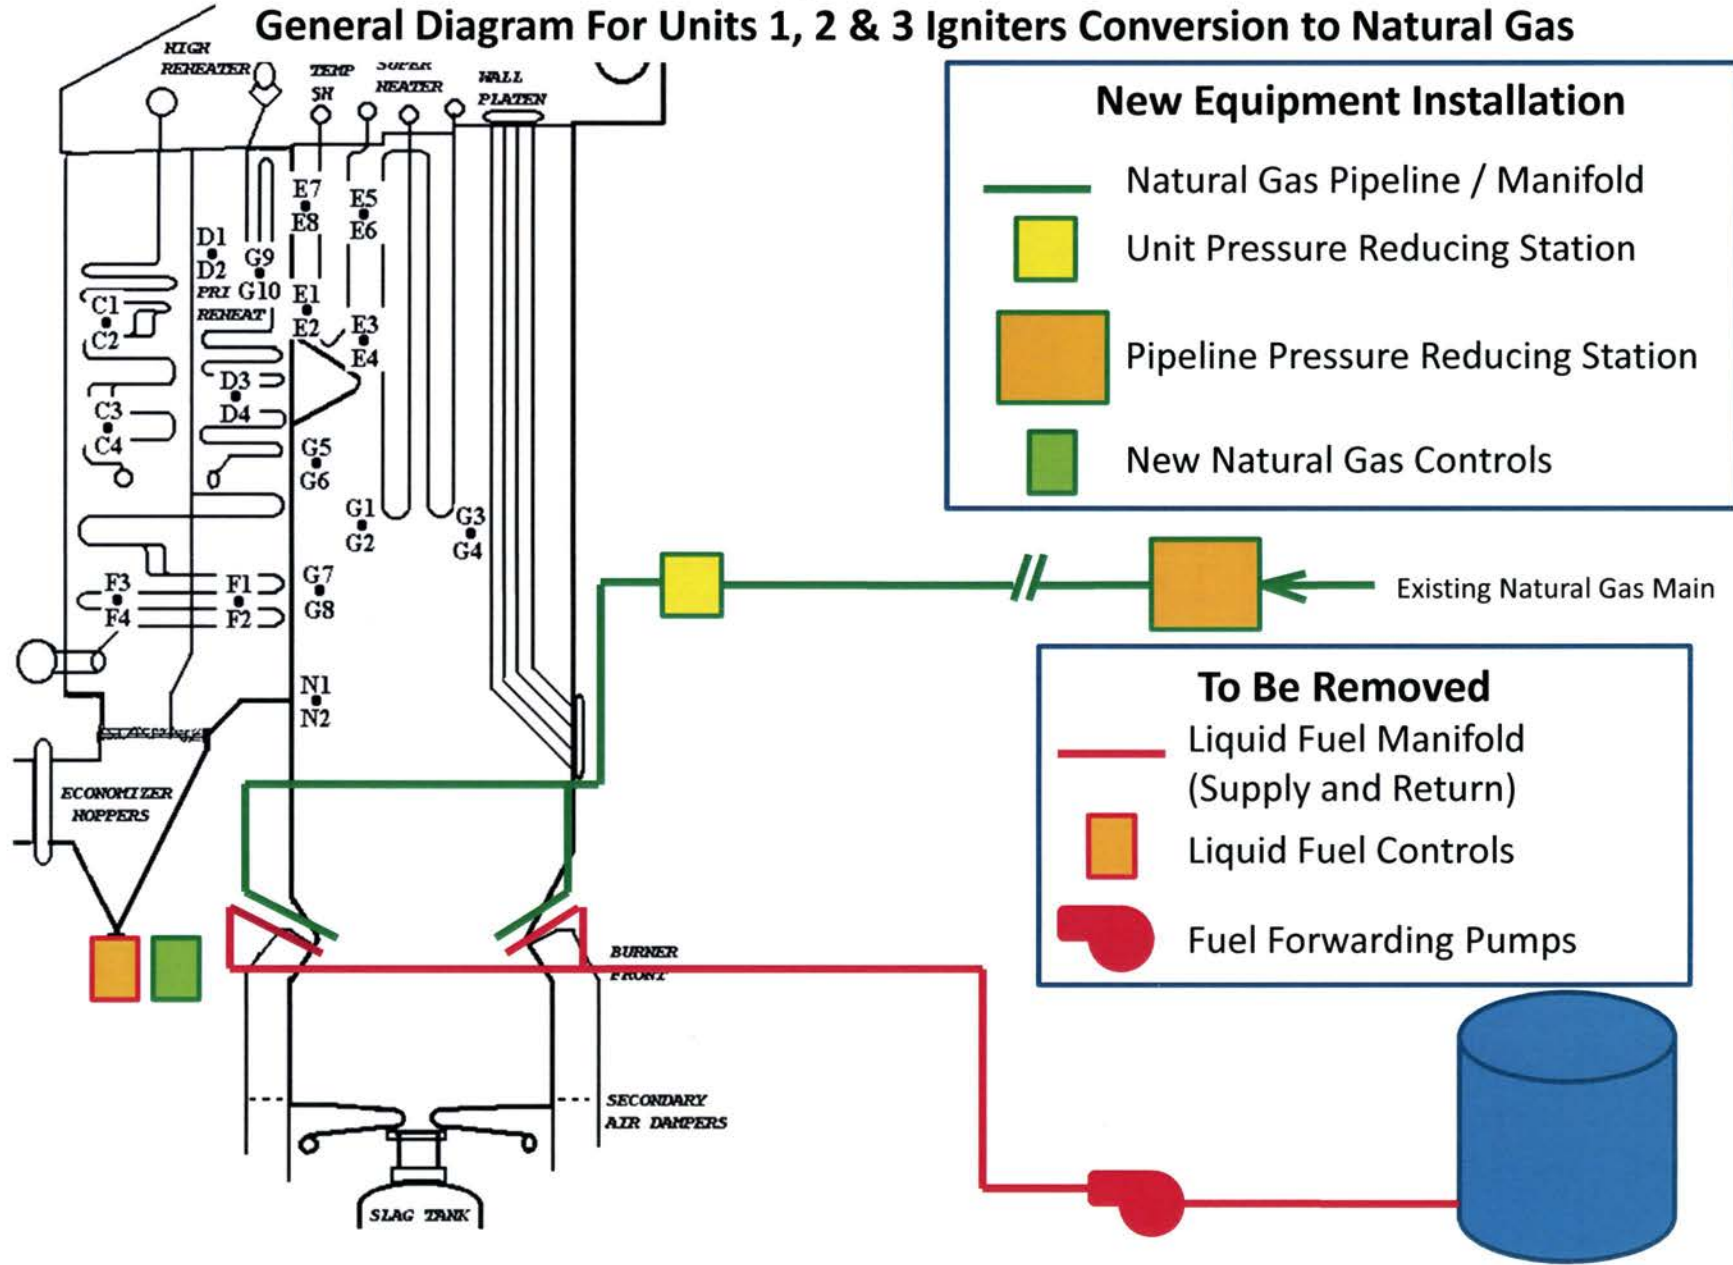 General Diagram For Units 1, 2 & 3 Igniters Conversion to Natural Gas
HIGH
REHEATER
TEMP
SH
SUPER
HEATER
WALL
PLATEN
E7
E8
E5
E6
D1
D2
G9
G10
PRI
REHEAT
E1
E2
E3
E4
C1
C2
D3
D4
C3
C4
G5
G6
G1
G2
G3
G4
F3
F4
F1
F2
G7
G8
N1
N2
ECONOMIZER
HOPPERS
BURNER
FRONT
SECONDARY
AIR DAMPERS
SLAG TANK
New Equipment Installation
Natural Gas Pipeline / Manifold
Unit Pressure Reducing Station
Pipeline Pressure Reducing Station
New Natural Gas Controls
Existing Natural Gas Main
To Be Removed
Liquid Fuel Manifold
(Supply and Return)
Liquid Fuel Controls
Fuel Forwarding Pumps